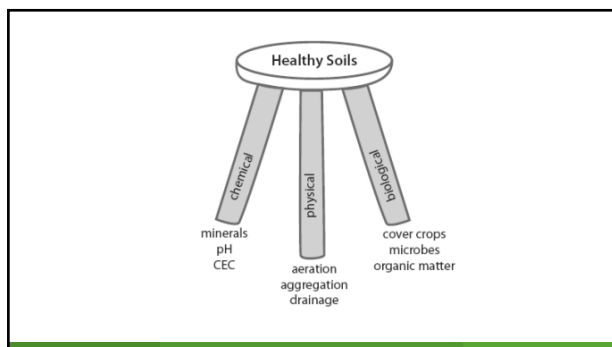 Healthy Soils
chemical
physical
biological
minerals
pH
CEC
aeration
aggregation
drainage
cover crops
microbes
organic matter